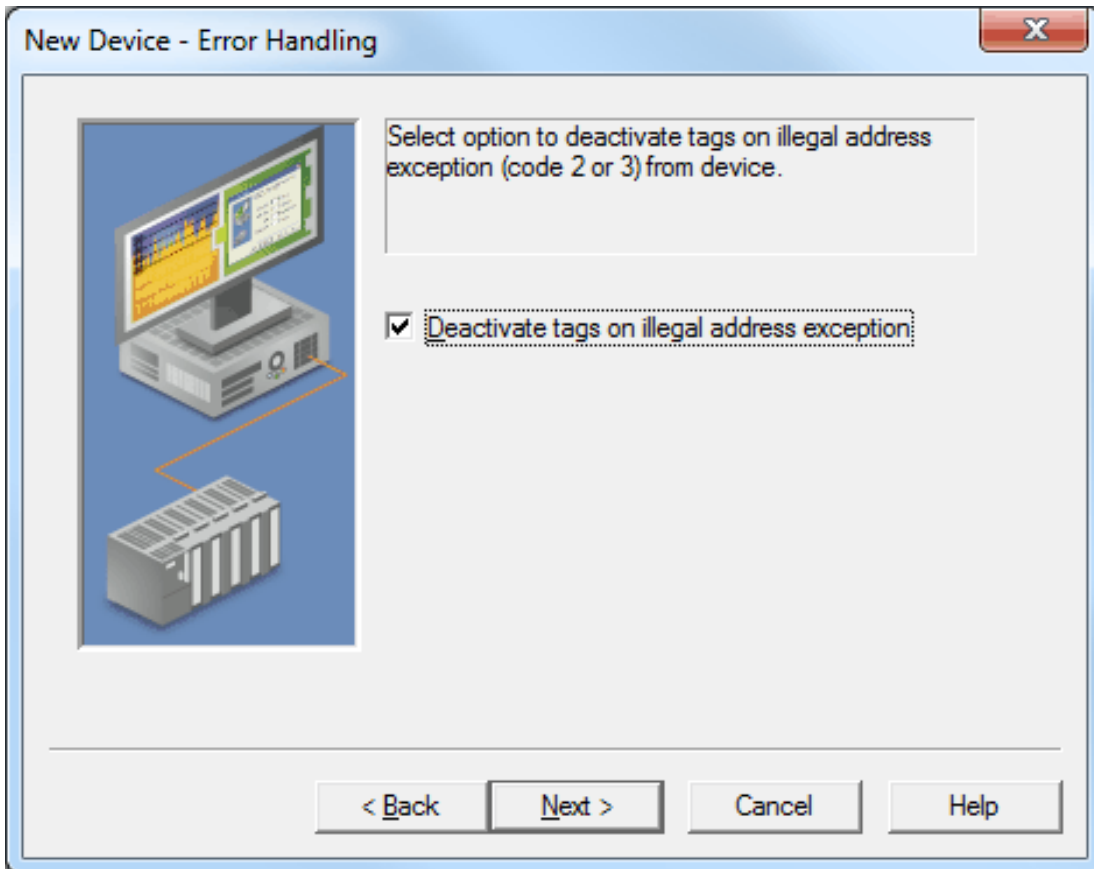 New Device - Error Handling
Select option to deactivate tags on illegal address
exception (code 2 or 3) from device.
Deactivate tags on illegal address exception
< Back
Next >
Cancel
Help